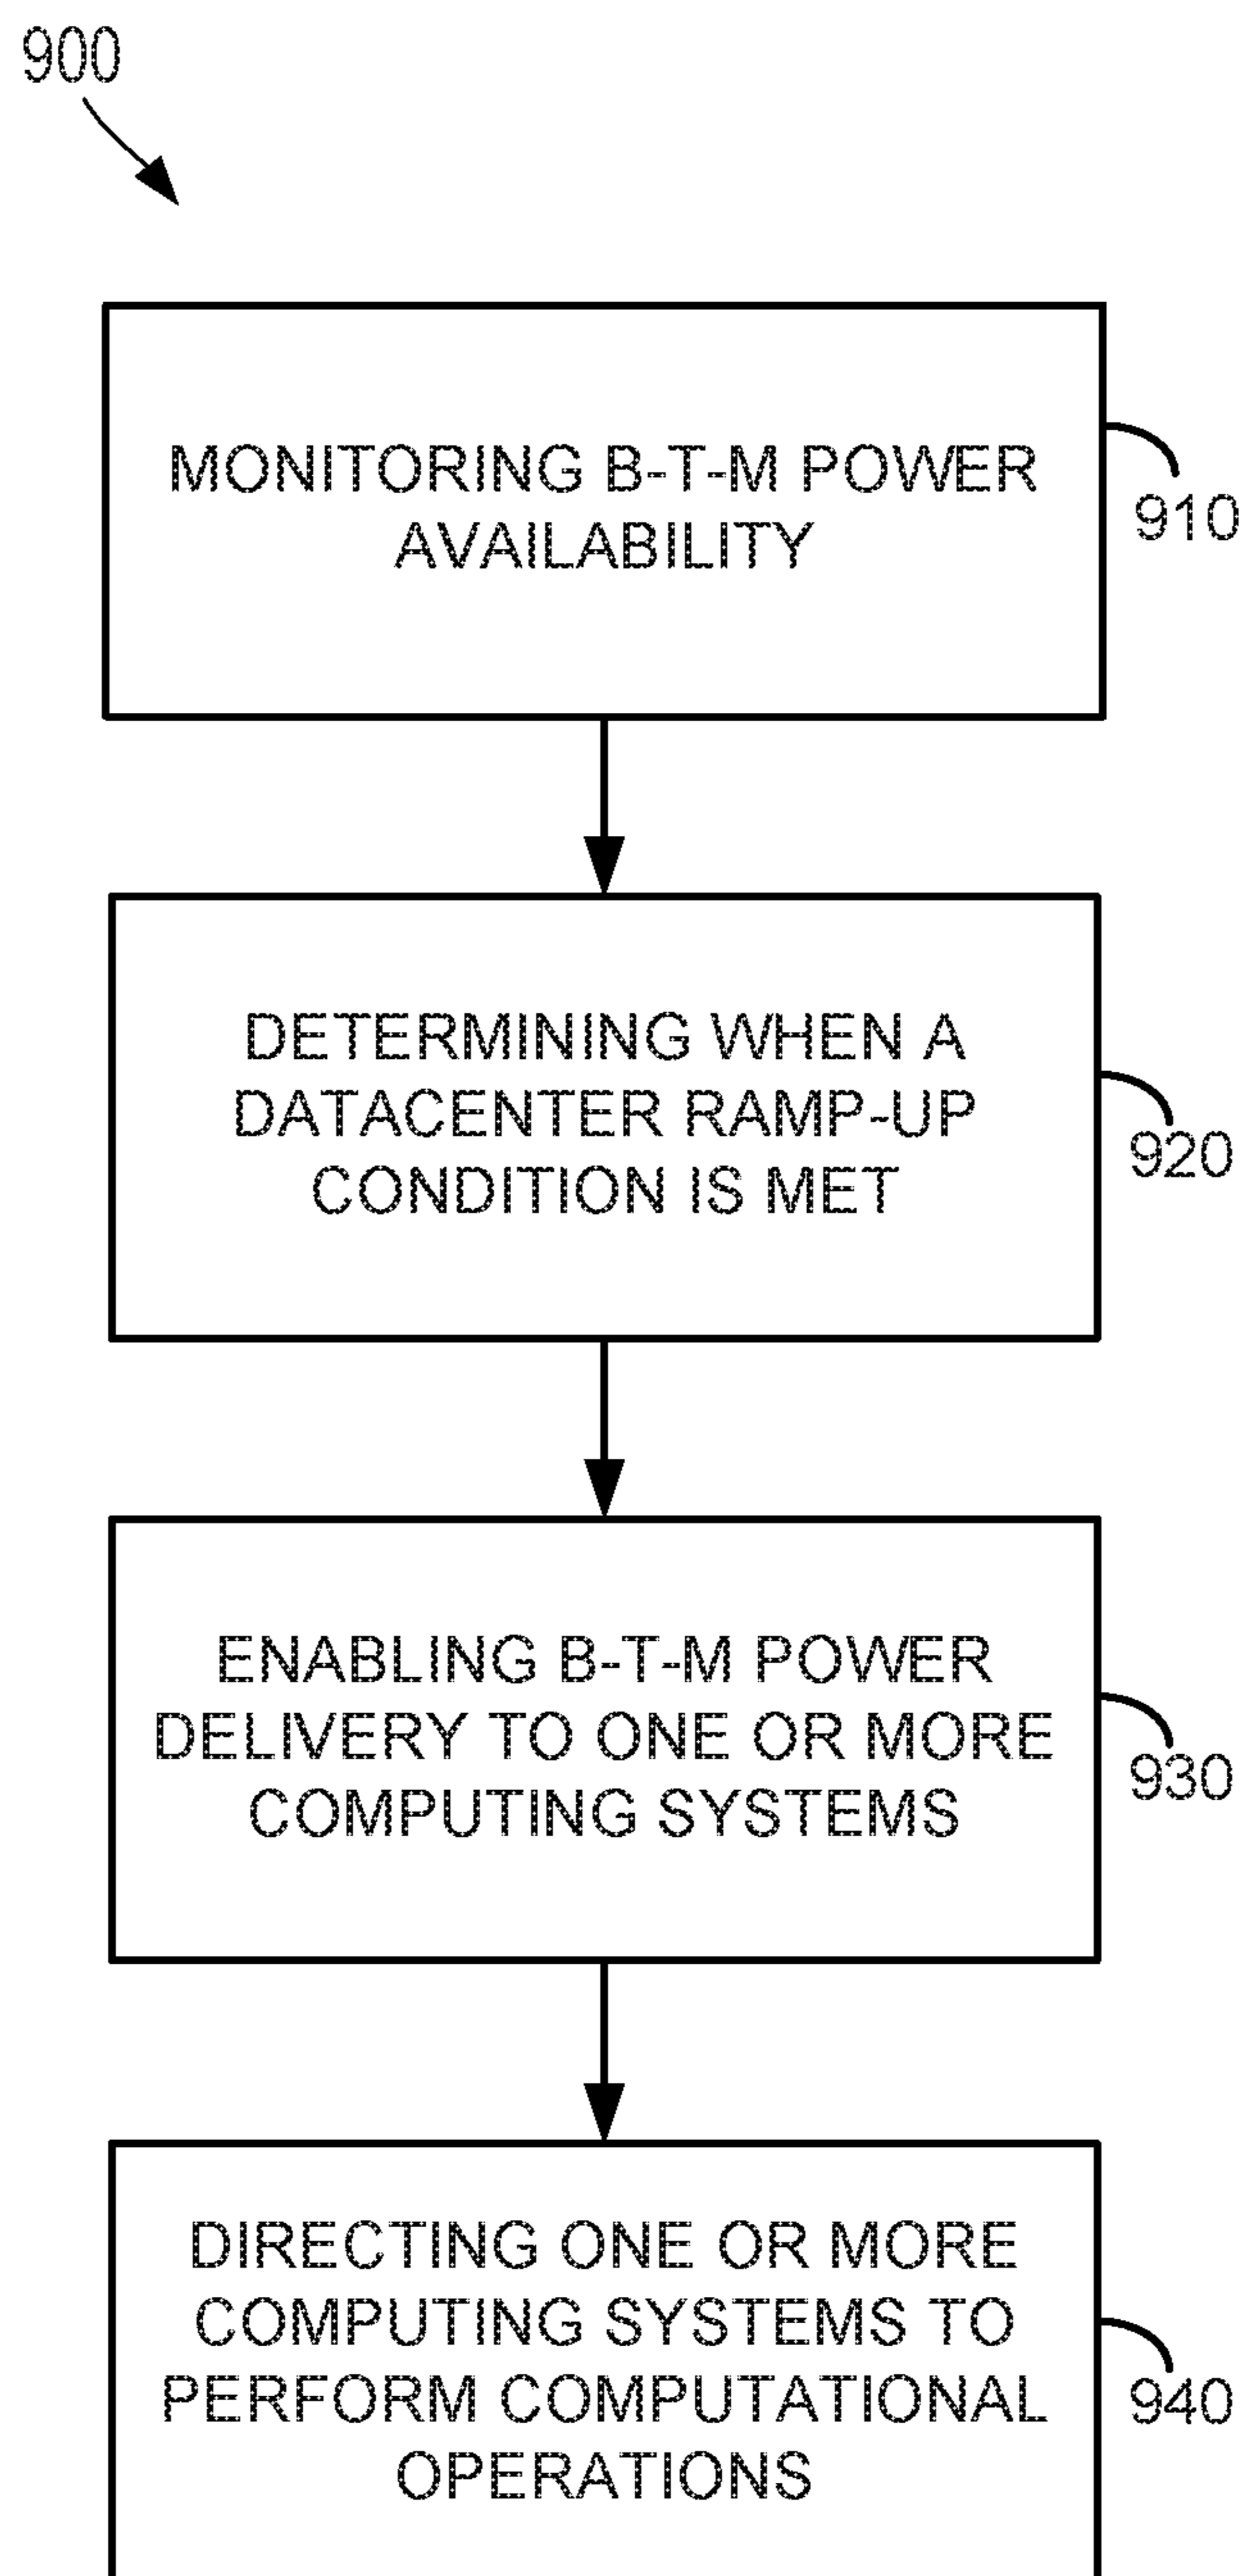 900
MONITORING B-T-M POWER
AVAILABILITY
910
DETERMINING WHEN A
DATACENTER RAMP-UP
CONDITION IS MET
920
ENABLING B-T-M POWER
DELIVERY TO ONE OR MORE
COMPUTING SYSTEMS
930
DIRECTING ONE OR MORE
COMPUTING SYSTEMS TO
PERFORM COMPUTATIONAL
OPERATIONS
940